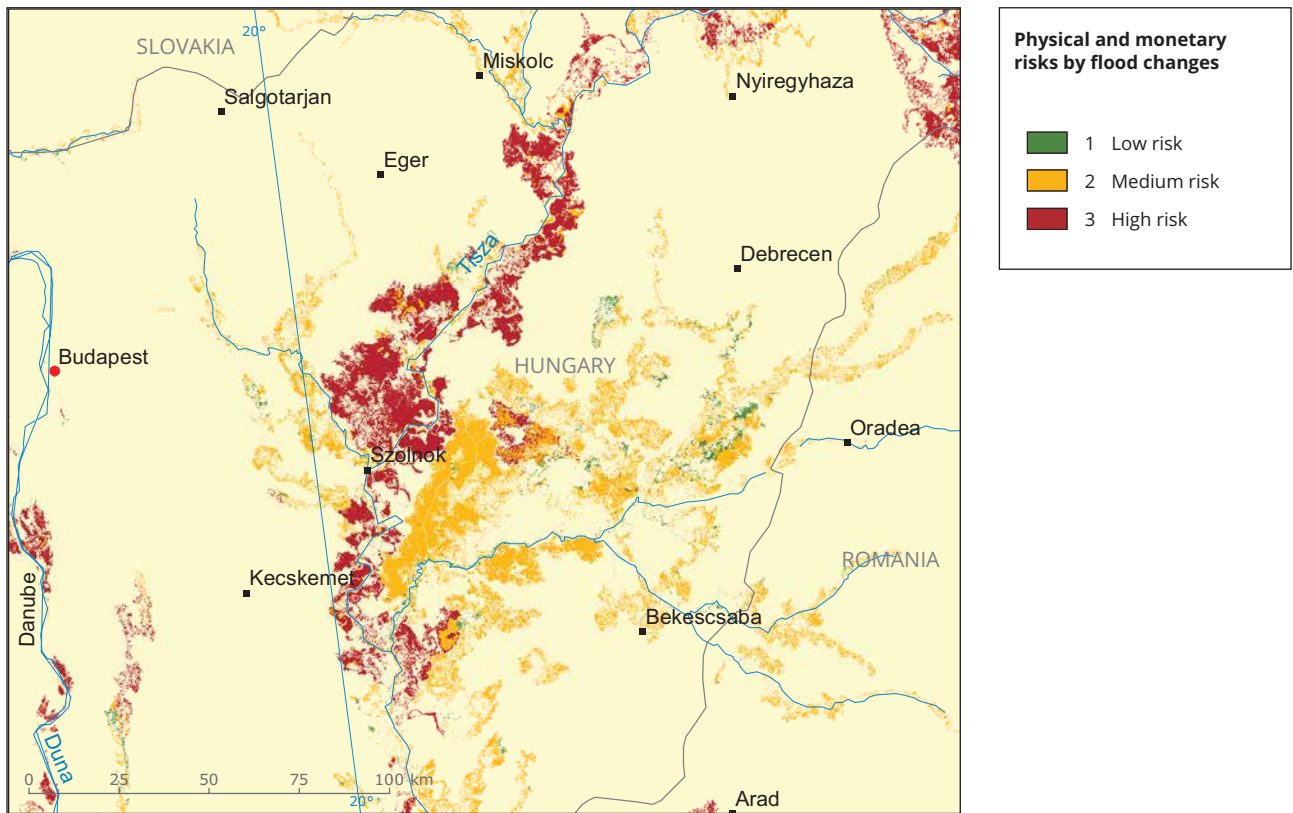 20°
SLOVAKIA
Miskolc
Salgotarjan
Nyiregyhaza
Eger
Tisza
Debrecen
Budapest
HUNGARY
Oradea
Szolnok
ROMANIA
Kecskemet
Danube
Bekescsaba
Duna
0 25 50 75 100 km
20°
Arad
Physical and monetary
risks by flood changes
1 Low risk
2 Medium risk
3 High risk